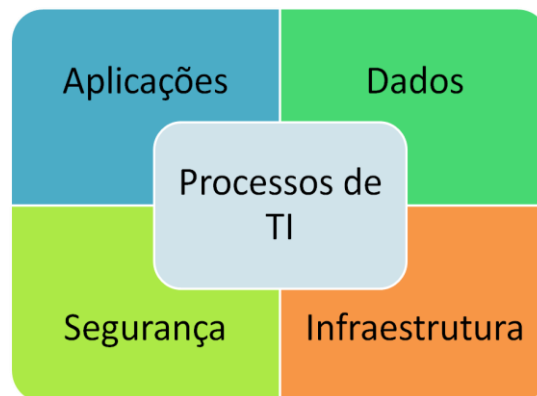 Aplicações
Dados
Processos de
TI
Segurança
Infraestrutura